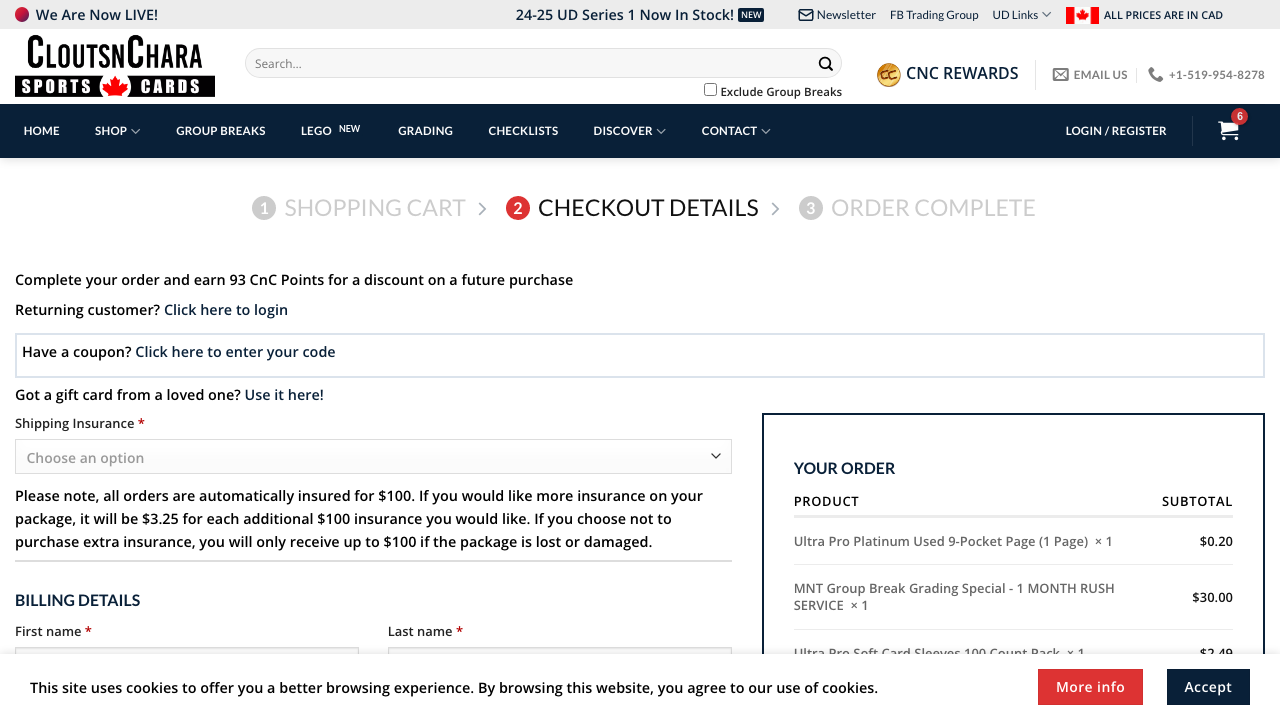 We Are Now LIVE!
24-25 UD Series 1 Now In Stock! NEW
Newsletter
FB Trading Group
UD Links
ALL PRICES ARE IN CAD
CLOUTSNCHARA
SPORTS CARDS
Search...
Exclude Group Breaks
CNC REWARDS
EMAIL US
+1-519-954-8278
HOME
SHOP
GROUP BREAKS
LEGO NEW
GRADING
CHECKLISTS
DISCOVER
CONTACT
LOGIN / REGISTER
6
1 SHOPPING CART
2 CHECKOUT DETAILS
3 ORDER COMPLETE
Complete your order and earn 93 CnC Points for a discount on a future purchase
Returning customer? Click here to login
Have a coupon? Click here to enter your code
Got a gift card from a loved one? Use it here!
Shipping Insurance *
Choose an option
Please note, all orders are automatically insured for $100. If you would like more insurance on your
package, it will be $3.25 for each additional $100 insurance you would like. If you choose not to
purchase extra insurance, you will only receive up to $100 if the package is lost or damaged.
BILLING DETAILS
First name *
Last name *
YOUR ORDER
PRODUCT SUBTOTAL
Ultra Pro Platinum Used 9-Pocket Page (1 Page) × 1 $0.20
MNT Group Break Grading Special - 1 MONTH RUSH
SERVICE × 1 $30.00
Ultra Pro Soft Card Sleeves 100 Count Pack × 1 $2.49
This site uses cookies to offer you a better browsing experience. By browsing this website, you agree to our use of cookies.
More info
Accept